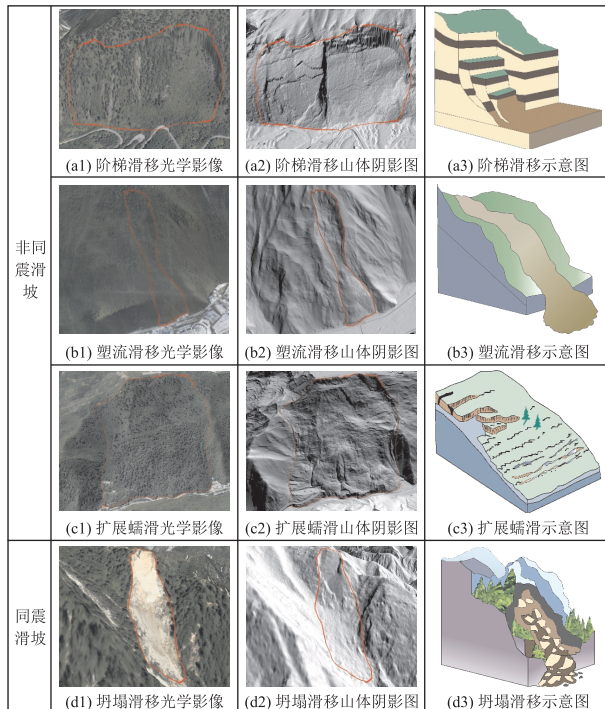 (a1) 阶梯滑移光学影像
(a2) 阶梯滑移山体阴影图
(a3) 阶梯滑移示意图
非同
震滑
坡
(b1) 塑流滑移光学影像
(b2) 塑流滑移山体阴影图
(b3) 塑流滑移示意图
(c1) 扩展蠕滑光学影像
(c2) 扩展蠕滑山体阴影图
(c3) 扩展蠕滑示意图
同震
滑坡
(d1) 坍塌滑移光学影像
(d2) 坍塌滑移山体阴影图
(d3) 坍塌滑移示意图